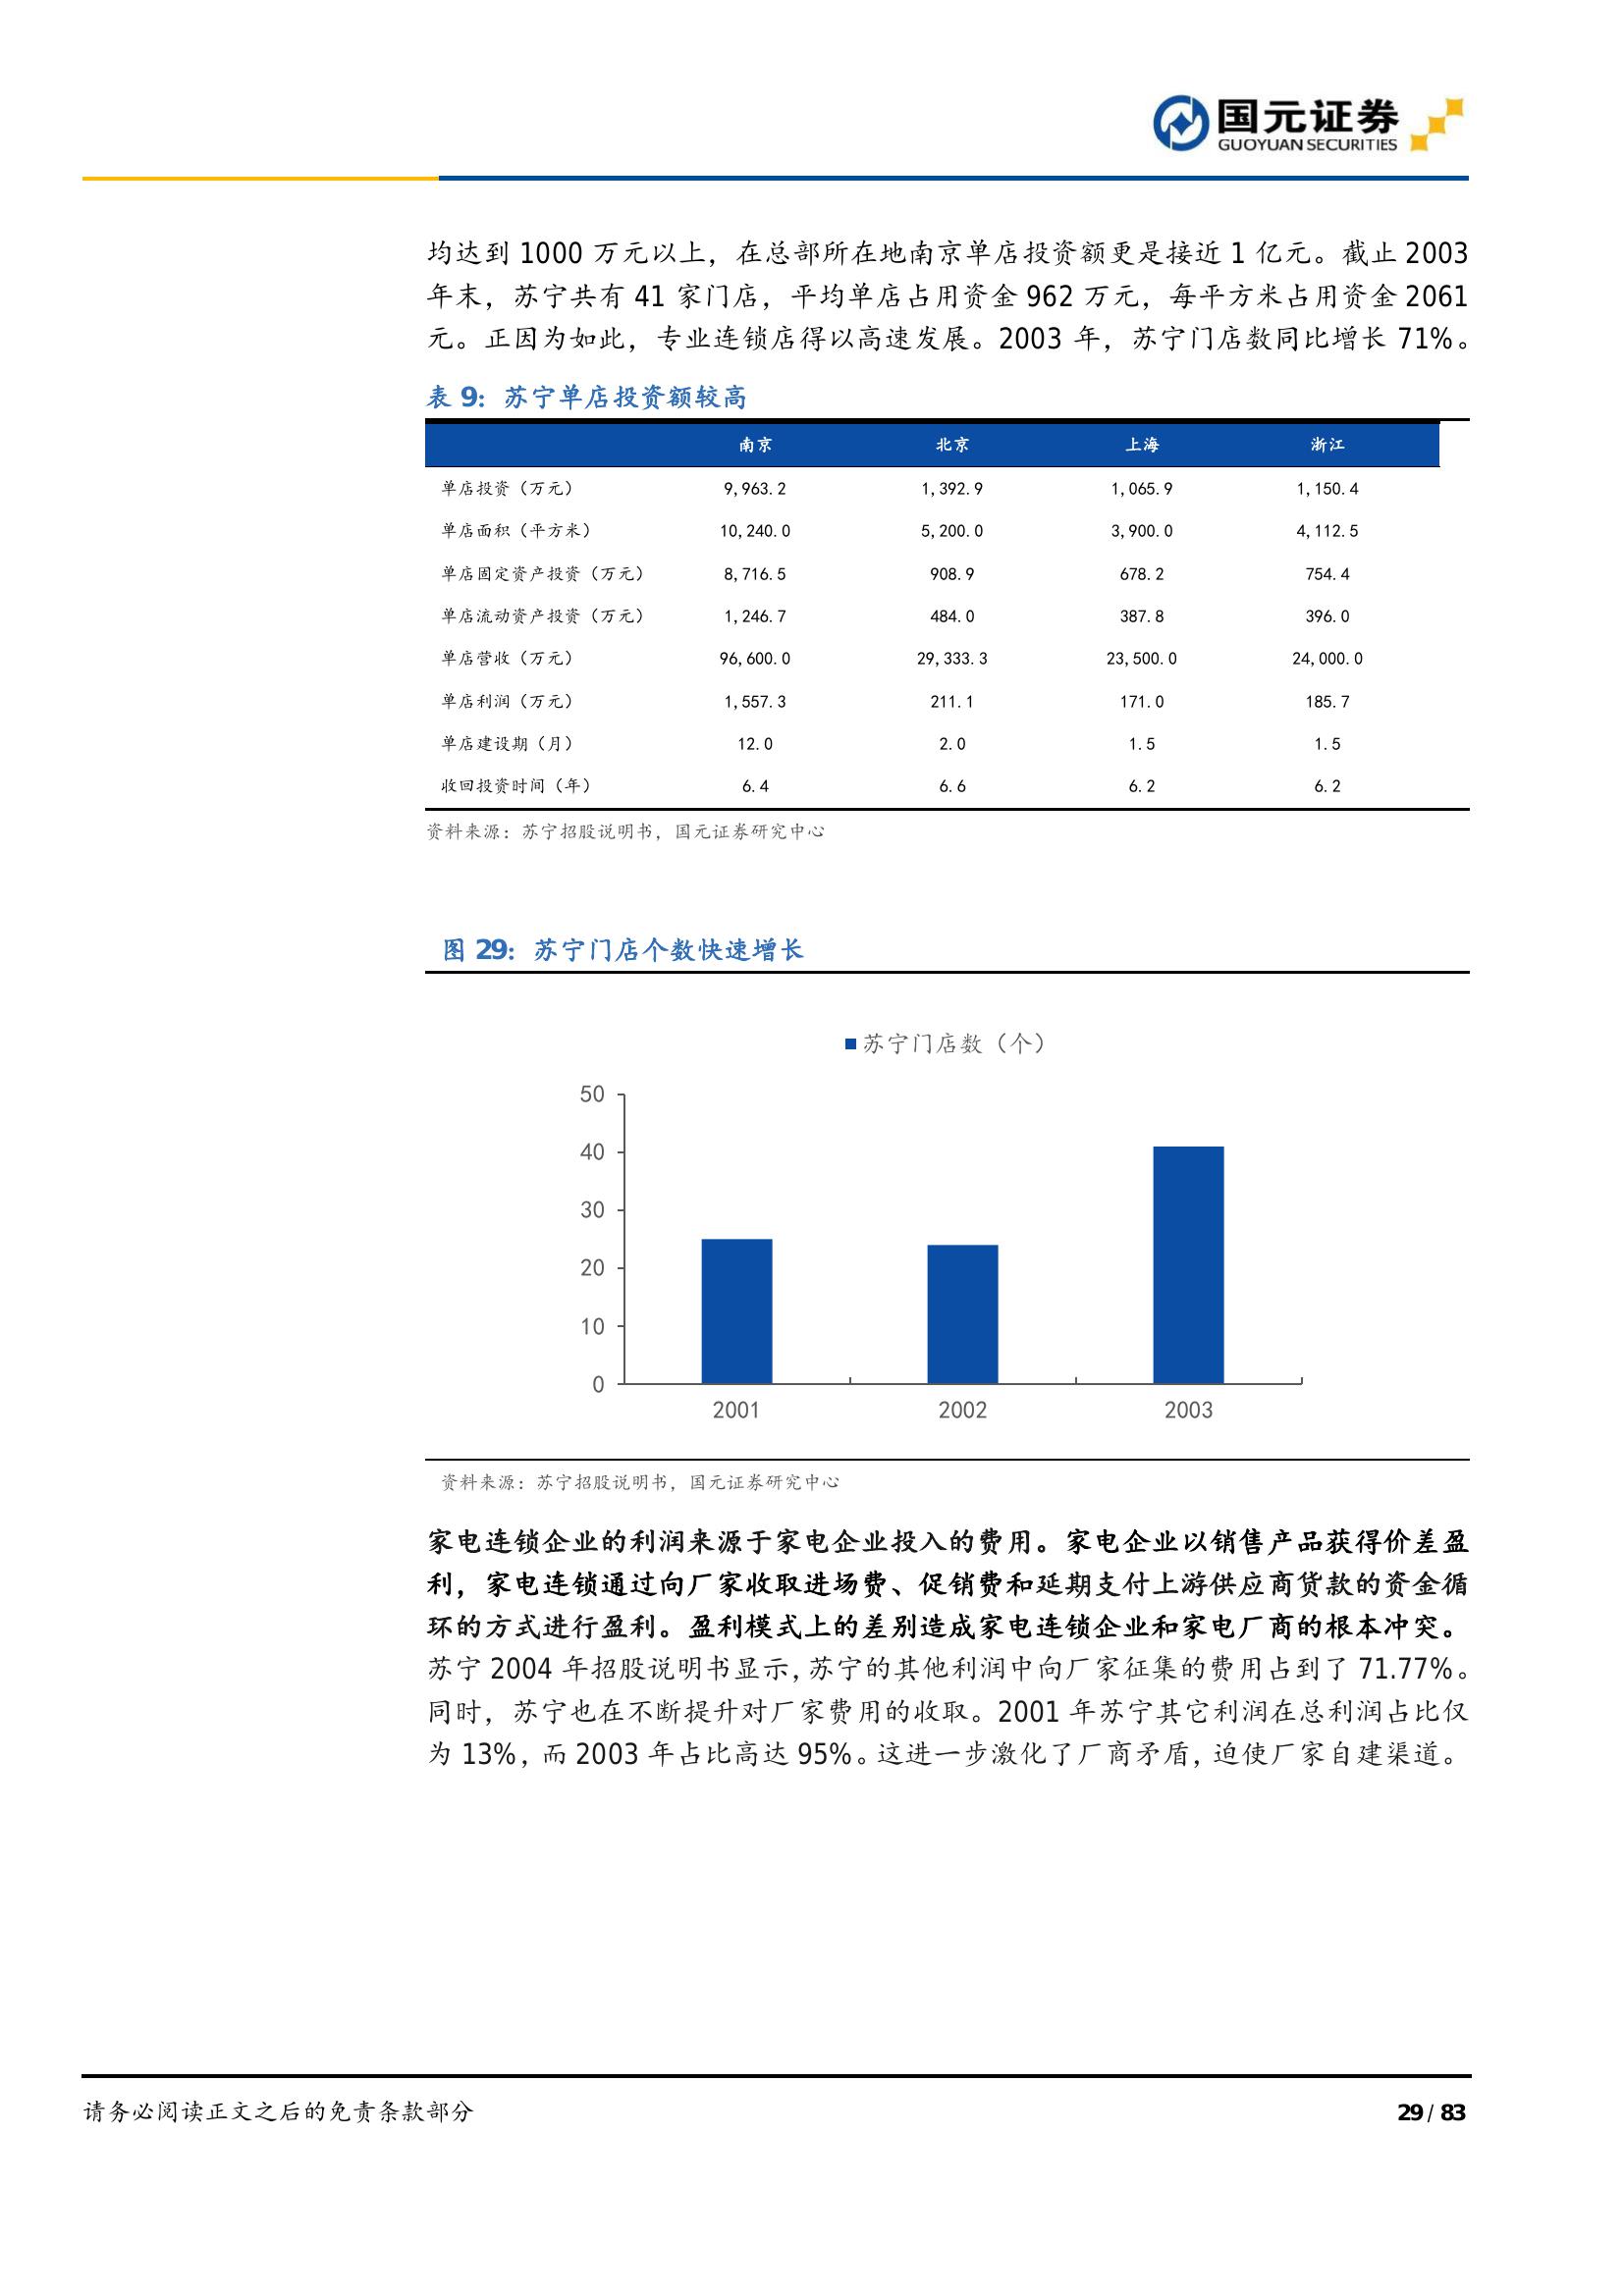 国元证券
GUOYUAN SECURITIES
均达到 1000 万元以上，在总部所在地南京单店投资额更是接近 1 亿元。截止 2003
年末，苏宁共有 41 家门店，平均单店占用资金 962 万元，每平方米占用资金 2061
元。正因为如此，专业连锁店得以高速发展。2003 年，苏宁门店数同比增长 71%。
表 9：苏宁单店投资额较高
南京 北京 上海 浙江
单店投资（万元） 9,963.2 1,392.9 1,065.9 1,150.4
单店面积（平方米） 10,240.0 5,200.0 3,900.0 4,112.5
单店固定资产投资（万元） 8,716.5 908.9 678.2 754.4
单店流动资产投资（万元） 1,246.7 484.0 387.8 396.0
单店营收（万元） 96,600.0 29,333.3 23,500.0 24,000.0
单店利润（万元） 1,557.3 211.1 171.0 185.7
单店建设期（月） 12.0 2.0 1.5 1.5
收回投资时间（年） 6.4 6.6 6.2 6.2
资料来源：苏宁招股说明书，国元证券研究中心
图 29：苏宁门店个数快速增长
苏宁门店数（个）
50
40
30
20
10
0
2001 2002 2003
资料来源：苏宁招股说明书，国元证券研究中心
家电连锁企业的利润来源于家电企业投入的费用。家电企业以销售产品获得价差盈
利，家电连锁通过向厂家收取进场费、促销费和延期支付上游供应商货款的资金循
环的方式进行盈利。盈利模式上的差别造成家电连锁企业和家电厂商的根本冲突。
苏宁 2004 年招股说明书显示，苏宁的其他利润中向厂家征集的费用占到了 71.77%。
同时，苏宁也在不断提升对厂家费用的收取。2001 年苏宁其它利润在总利润占比仅
为 13%，而 2003 年占比高达 95%。这进一步激化了厂商矛盾，迫使厂家自建渠道。
请务必阅读正文之后的免责条款部分
29 / 83